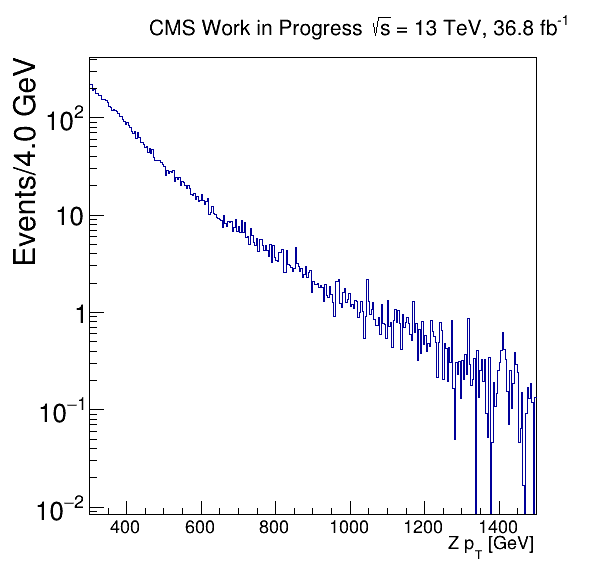 CMS Work in Progress √s = 13 TeV, 36.8 fb⁻¹
Events/4.0 GeV
10²
10
1
10⁻¹
10⁻²
400 600 800 1000 1200 1400
Z p_T [GeV]